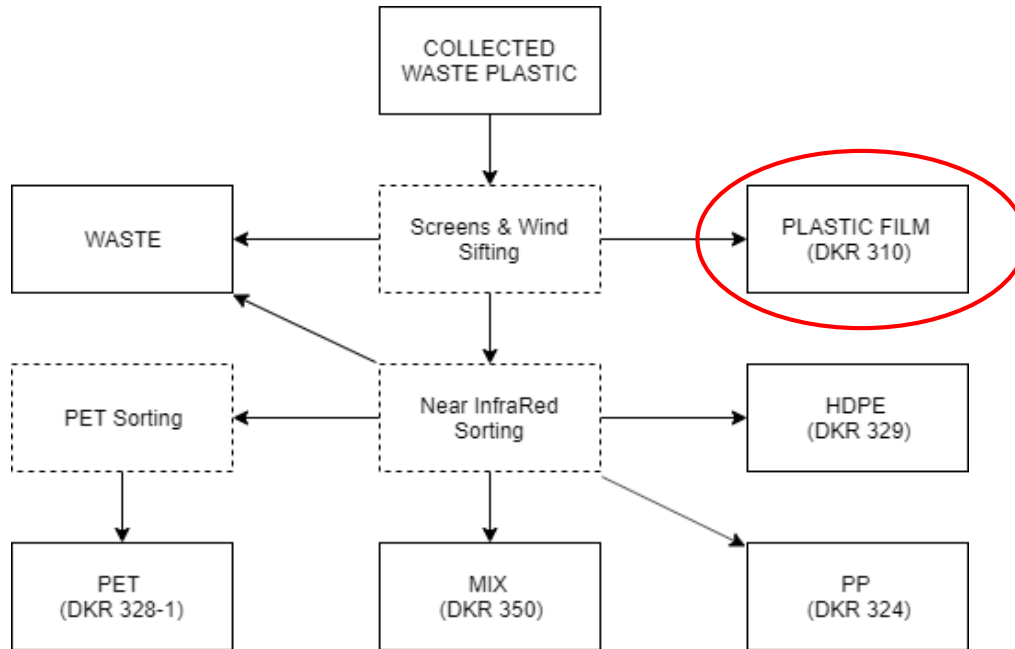 COLLECTED
WASTE PLASTIC
WASTE
Screens & Wind
Sifting
PLASTIC FILM
(DKR 310)
PET Sorting
Near InfraRed
Sorting
HDPE
(DKR 329)
PET
(DKR 328-1)
MIX
(DKR 350)
PP
(DKR 324)